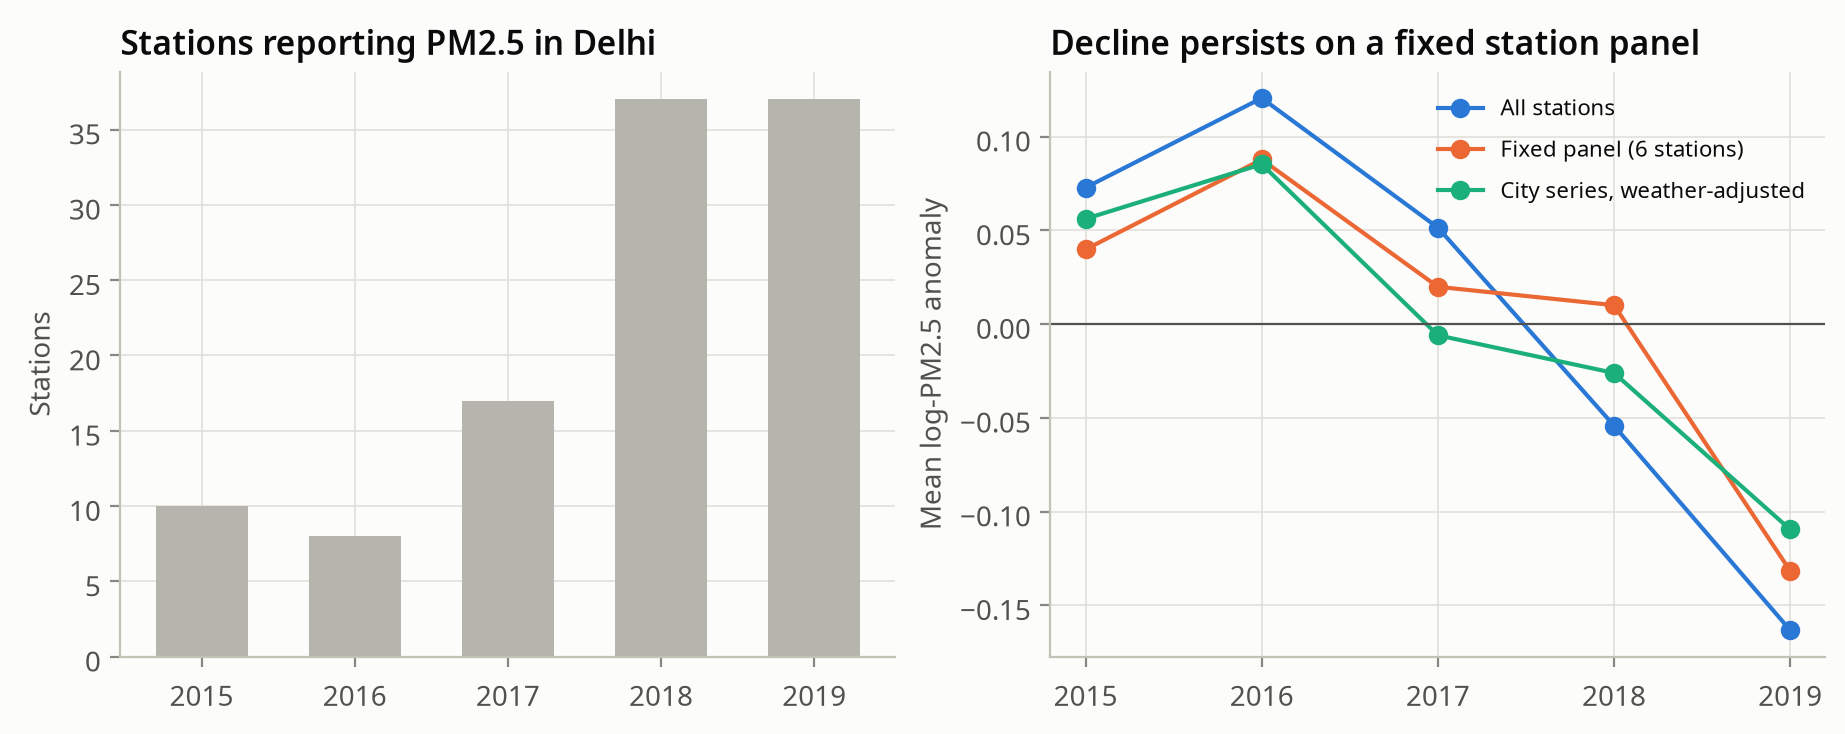 Stations reporting PM2.5 in Delhi
Stations
35
30
25
20
15
10
5
0
2015 2016 2017 2018 2019
Decline persists on a fixed station panel
Mean log-PM2.5 anomaly
0.10
0.05
0.00
−0.05
−0.10
−0.15
All stations
Fixed panel (6 stations)
City series, weather-adjusted
2015 2016 2017 2018 2019